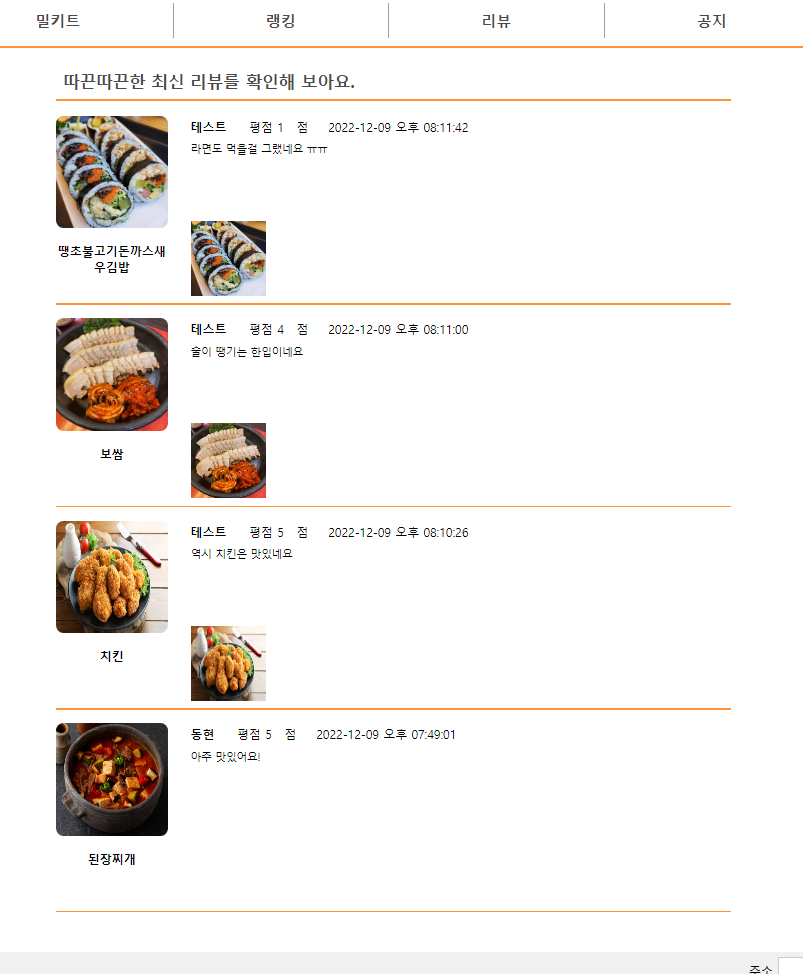 밀키트 랭킹 리뷰 공지
따끈따끈한 최신 리뷰를 확인해 보아요.
테스트 평점 1 점 2022-12-09 오후 08:11:42
라면도 먹을걸 그랬네요 ㅠㅠ
땡초불고기돈까스새
우김밥
테스트 평점 4 점 2022-12-09 오후 08:11:00
술이 땡기는 한입이네요
보쌈
테스트 평점 5 점 2022-12-09 오후 08:10:26
역시 치킨은 맛있네요
치킨
동현 평점 5 점 2022-12-09 오후 07:49:01
아주 맛있어요!
된장찌개
주소